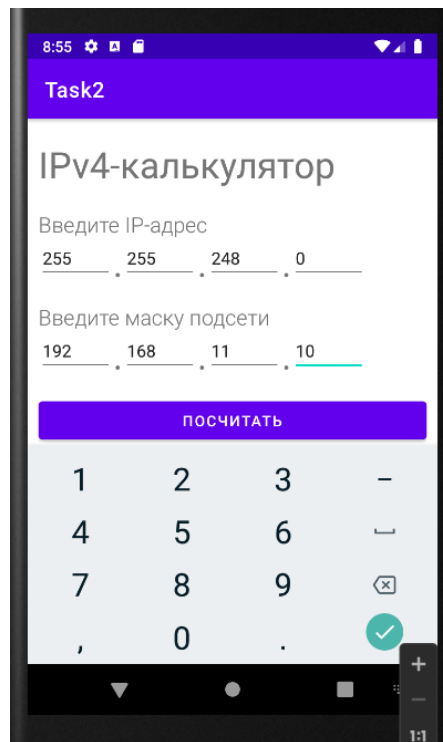 8:55
Task2
IPv4-калькулятор
Введите IP-адрес
255 . 255 . 248 . 0
Введите маску подсети
192 . 168 . 11 . 10
ПОСЧИТАТЬ
1 2 3 –
4 5 6
7 8 9
, 0 .
+
–
1:1